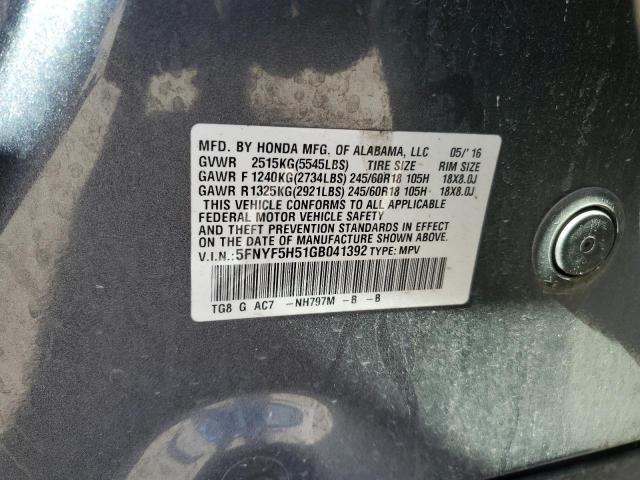 MFD. BY HONDA MFG. OF ALABAMA, LLC 05/'16
GVWR 2515KG(5545LBS) TIRE SIZE RIM SIZE
GAWR F 1240KG(2734LBS) 245/60R18 105H 18X8.0J
GAWR R1325KG(2921LBS) 245/60R18 105H 18X8.0J
THIS VEHICLE CONFORMS TO ALL APPLICABLE
FEDERAL MOTOR VEHICLE SAFETY
AND THEFT PREVENTION STANDARDS IN EFFECT ON
THE DATE OF MANUFACTURE SHOWN ABOVE.
V.I.N.:5FNYF5H51GB041392 TYPE: MPV
TG8 G AC7 -NH797M -B -B